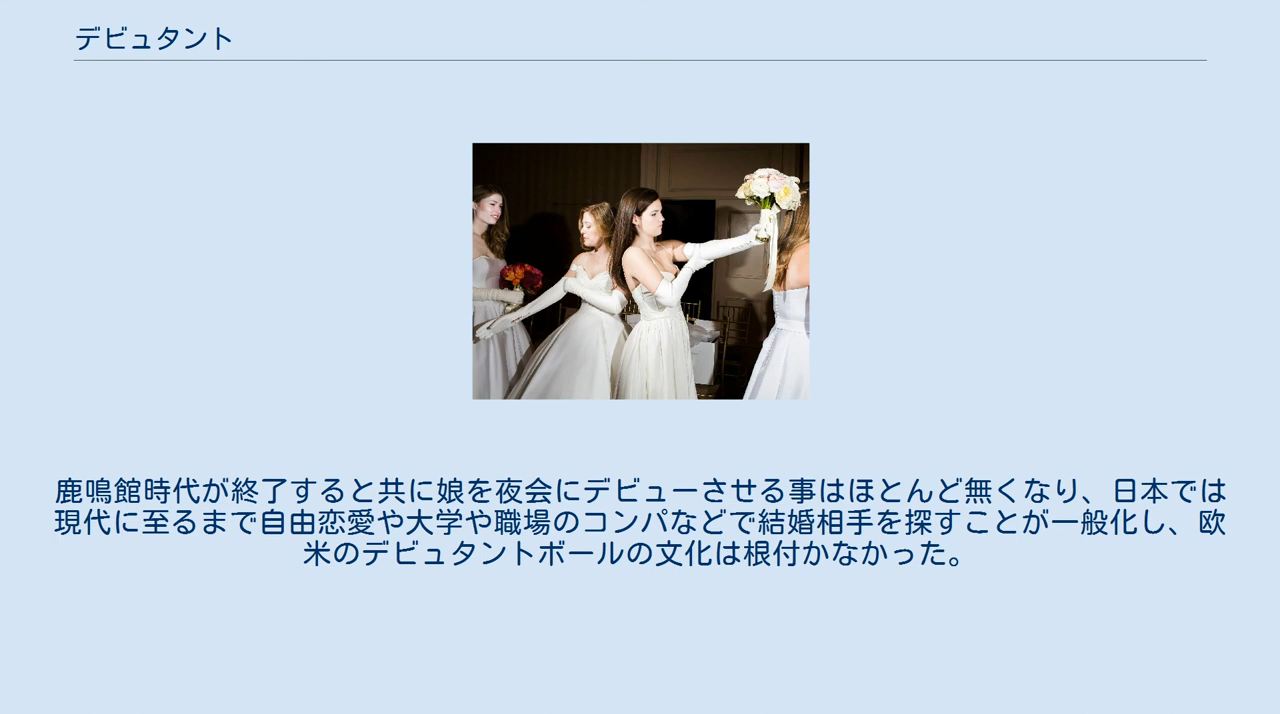 デビュタント
鹿鳴館時代が終了すると共に娘を夜会にデビューさせる事はほとんど無くなり、日本では
現代に至るまで自由恋愛や大学や職場のコンパなどで結婚相手を探すことが一般化し、欧
米のデビュタントボールの文化は根付かなかった。